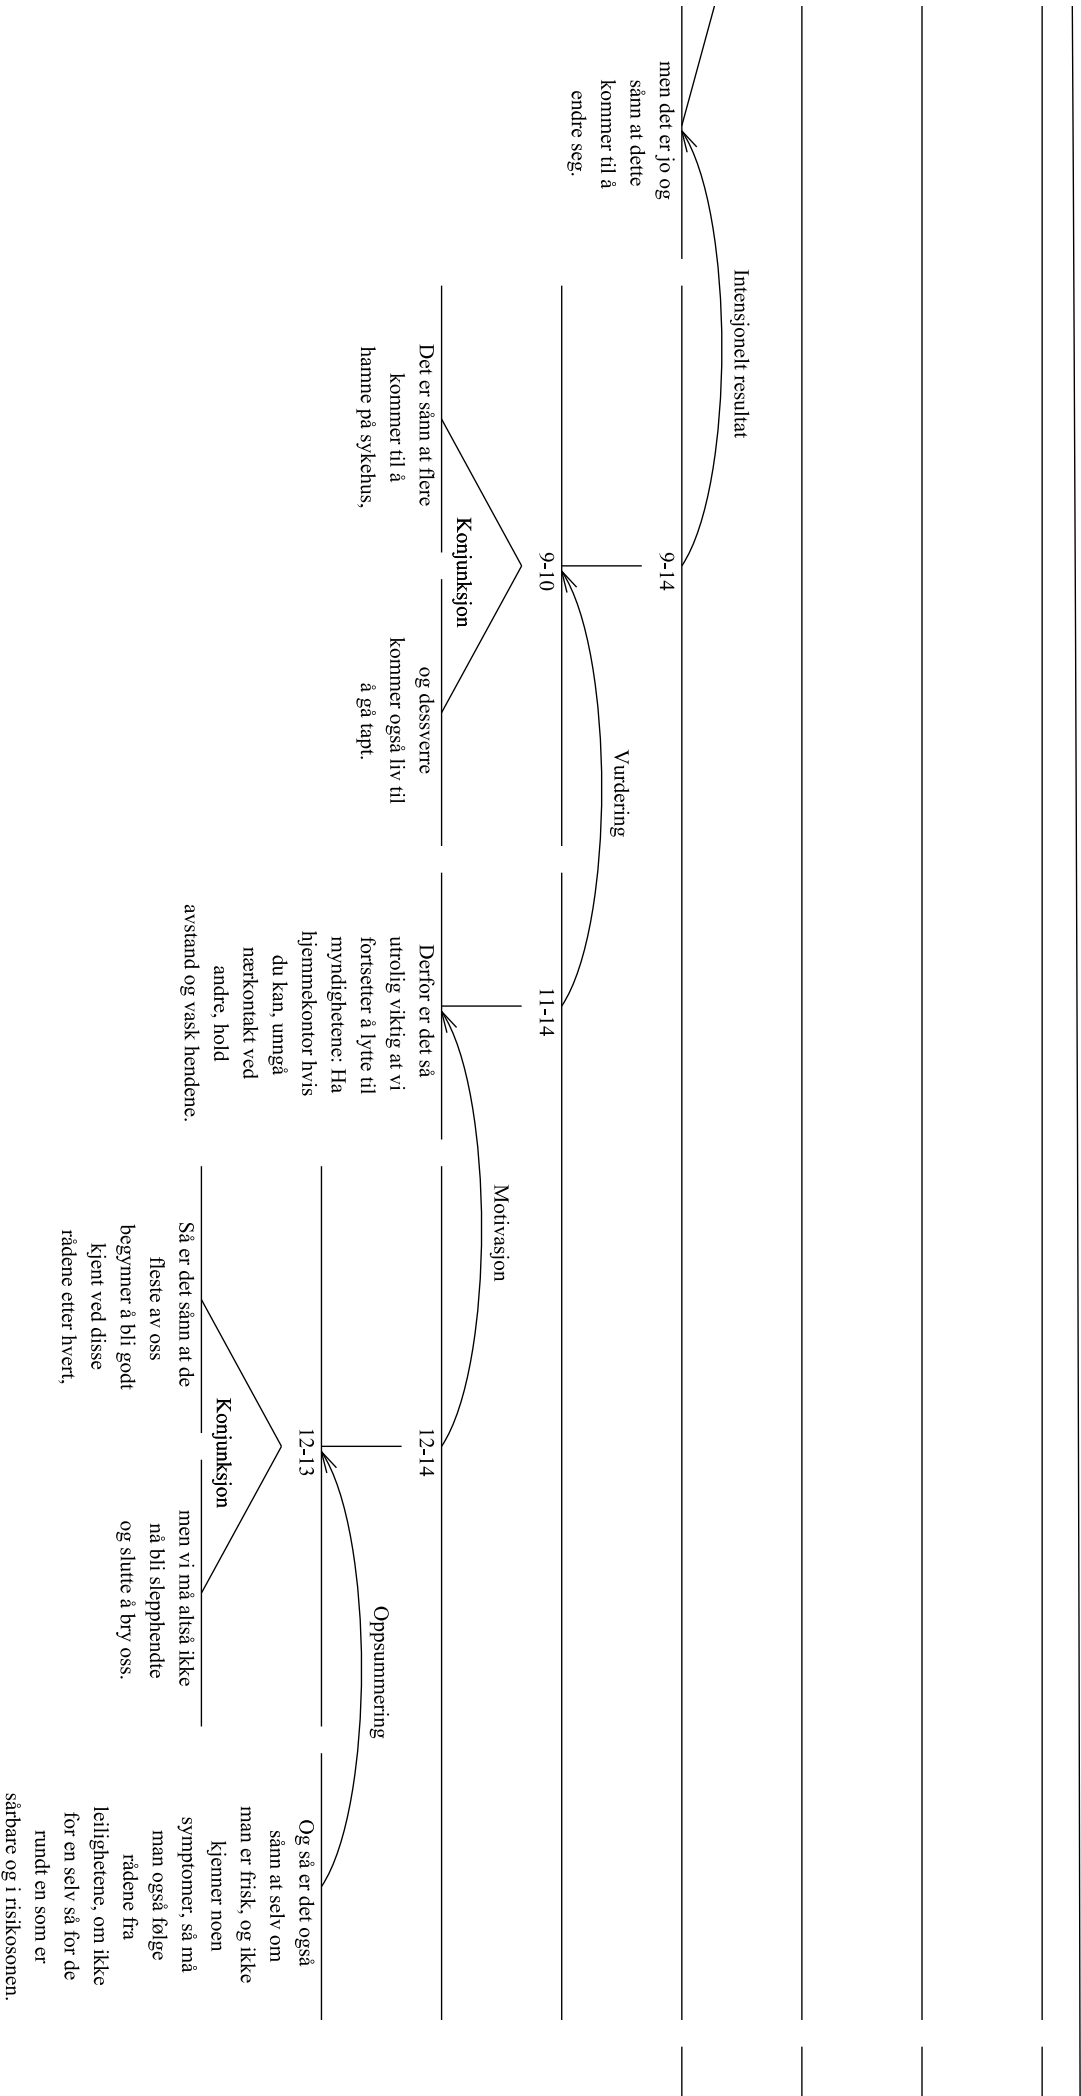 men det er jo og
sånn at dette
kommer til å
endre seg.
Intensjonelt resultat
9-14
9-10
Det er sånn at flere
kommer til å
hamne på sykehus,
Konjunksjon
og dessverre
kommer også liv til
å gå tapt.
Vurdering
11-14
Derfor er det så
utrolig viktig at vi
fortsetter å lytte til
myndighetene: Ha
hjemmekontor hvis
du kan, unngå
nærkontakt ved
andre, hold
avstand og vask hendene.
Motivasjon
12-14
12-13
Så er det sånn at de
fleste av oss
begynner å bli godt
kjent ved disse
rådene etter hvert,
Konjunksjon
men vi må altså ikke
nå bli slepphendte
og slutte å bry oss.
Oppsummering
Og så er det også
sånn at selv om
man er frisk, og ikke
kjenner noen
symptomer, så må
man også følge
rådene fra
leilighetene, om ikke
for en selv så for de
rundt en som er
sårbare og i risikosonen.